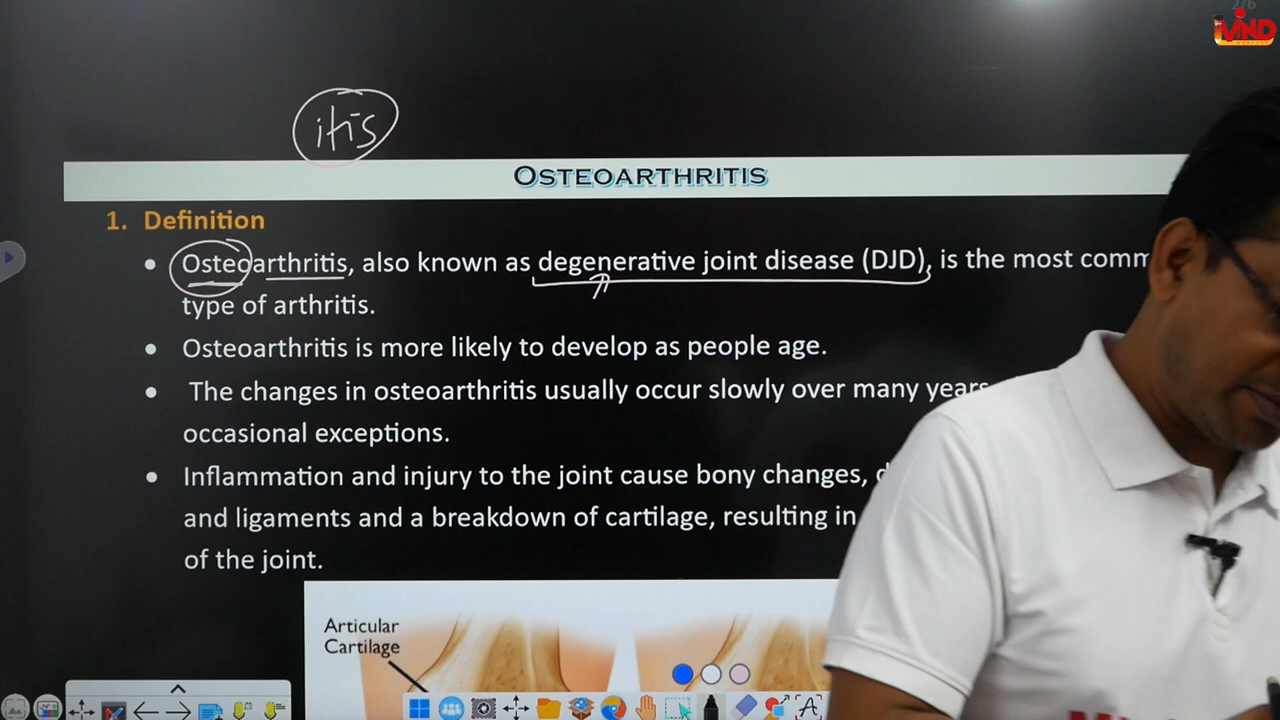 2/6
iMND
itis
OSTEOARTHRITIS
1. Definition
• Osteoarthritis, also known as degenerative joint disease (DJD), is the most
type of arthritis.
• Osteoarthritis is more likely to develop as people age.
• The changes in osteoarthritis usually occur slowly over many years
occasional exceptions.
• Inflammation and injury to the joint cause bony changes,
and ligaments and a breakdown of cartilage, resulting in
of the joint.
Articular
Cartilage